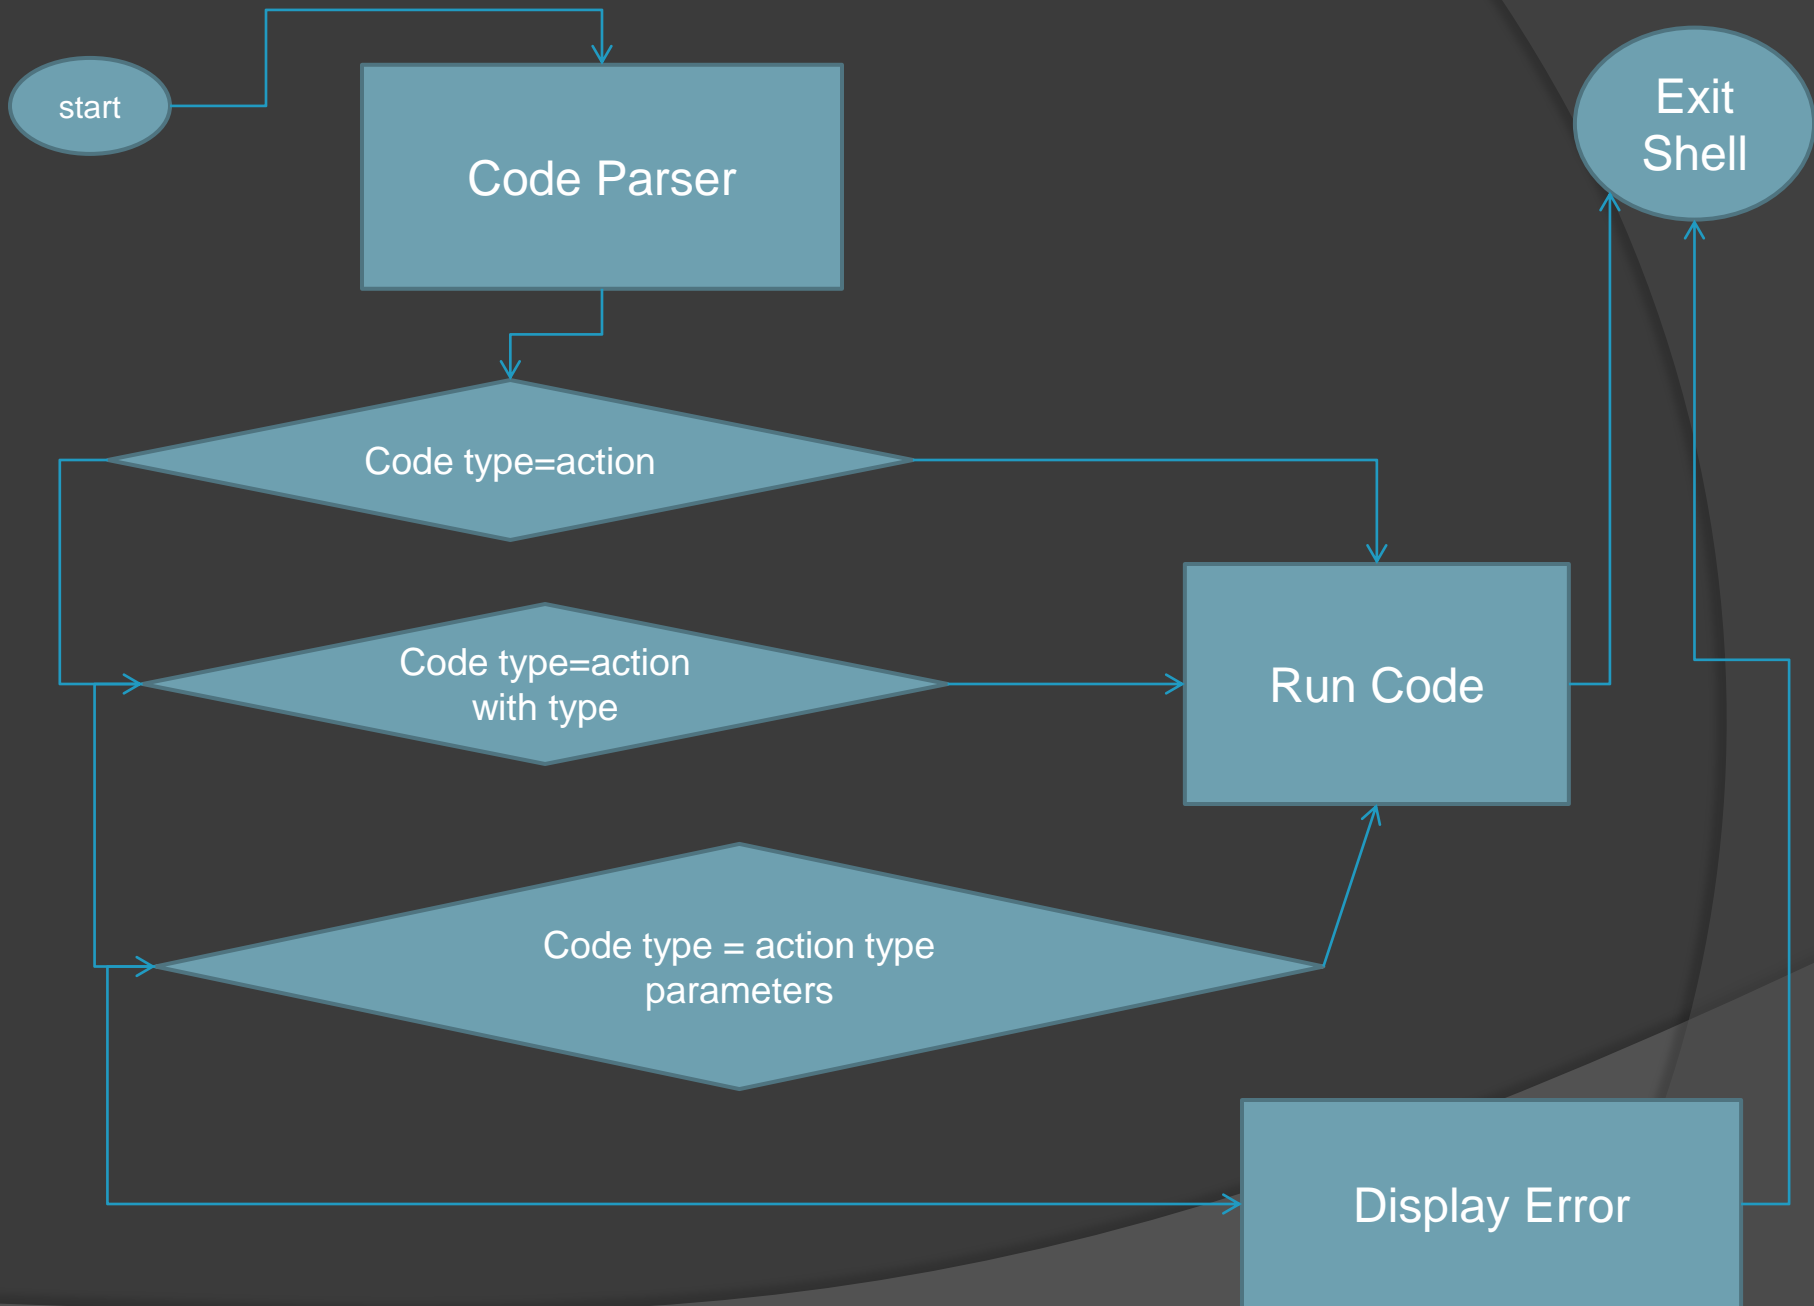 start
Code Parser
Exit
Shell
Code type=action
Code type=action
with type
Run Code
Code type = action type
parameters
Display Error